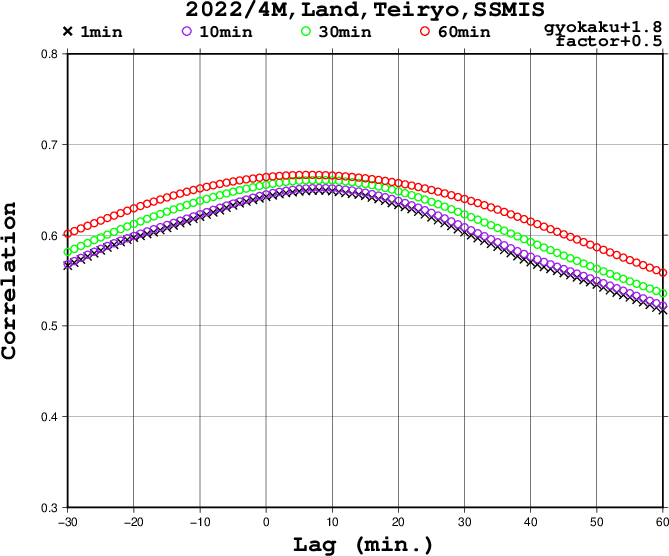 2022/4M,Land,Teiryo,SSMIS
1min 10min 30min 60min
gyokaku+1.8
factor+0.5
0.8
0.7
0.6
0.5
0.4
0.3
Correlation
−30 −20 −10 0 10 20 30 40 50 60
Lag (min.)